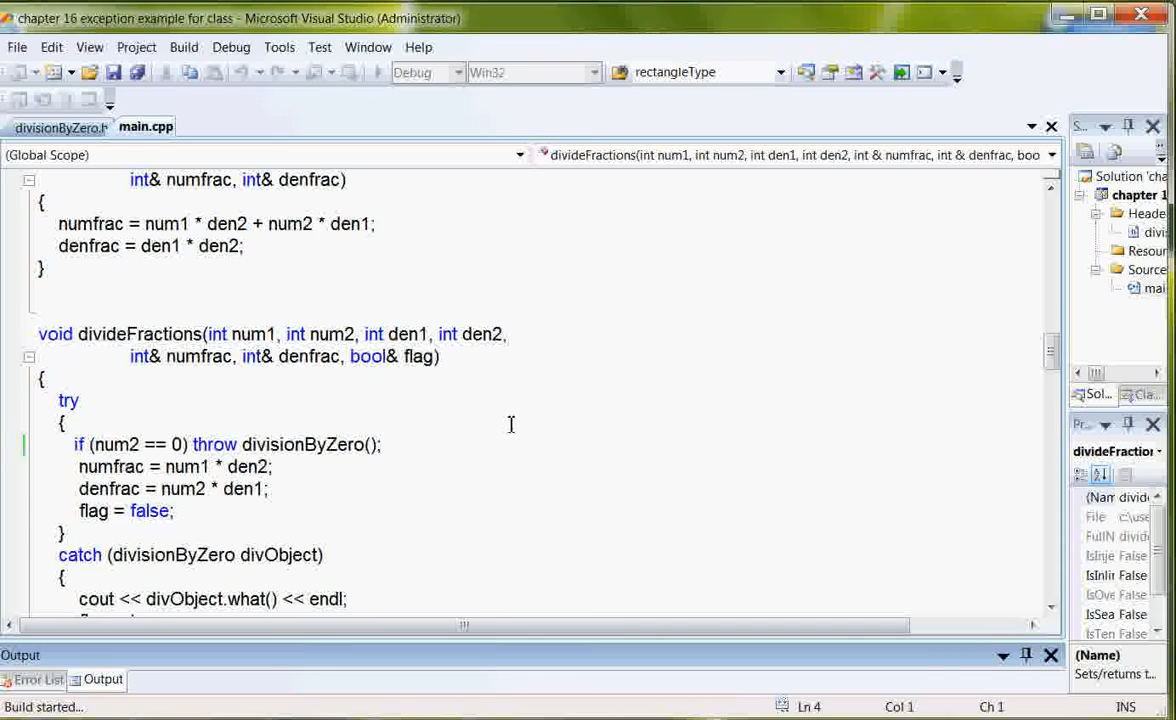 chapter 16 exception example for class - Microsoft Visual Studio (Administrator)
File Edit View Project Build Debug Tools Test Window Help
Debug Win32 rectangleType
divisionByZero.h main.cpp
(Global Scope) divideFractions(int num1, int num2, int den1, int den2, int & numfrac, int & denfrac, boo
int& numfrac, int& denfrac)
{
numfrac = num1 * den2 + num2 * den1;
denfrac = den1 * den2;
}
void divideFractions(int num1, int num2, int den1, int den2,
int& numfrac, int& denfrac, bool& flag)
{
try
{
if (num2 == 0) throw divisionByZero();
numfrac = num1 * den2;
denfrac = num2 * den1;
flag = false;
}
catch (divisionByZero divObject)
{
cout << divObject.what() << endl;
S...
Solution 'cha
chapter 1
Heade
divi
Resour
Source
mai
Sol... Cla...
Pr...
divideFraction
(Nam divide
File c:\use
FullN divide
IsInje False
IsInlir False
IsOve False
IsSea False
IsTen False
(Name)
Sets/returns t...
Output
Error List Output
Build started... Ln 4 Col 1 Ch 1 INS